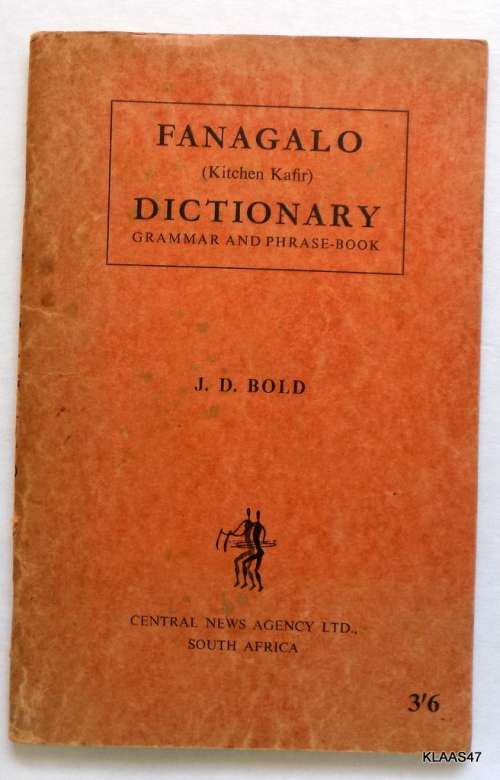 FANAGALO
(Kitchen Kafir)
DICTIONARY
GRAMMAR AND PHRASE-BOOK
J. D. BOLD
CENTRAL NEWS AGENCY LTD.,
SOUTH AFRICA
3'6
KLAAS47